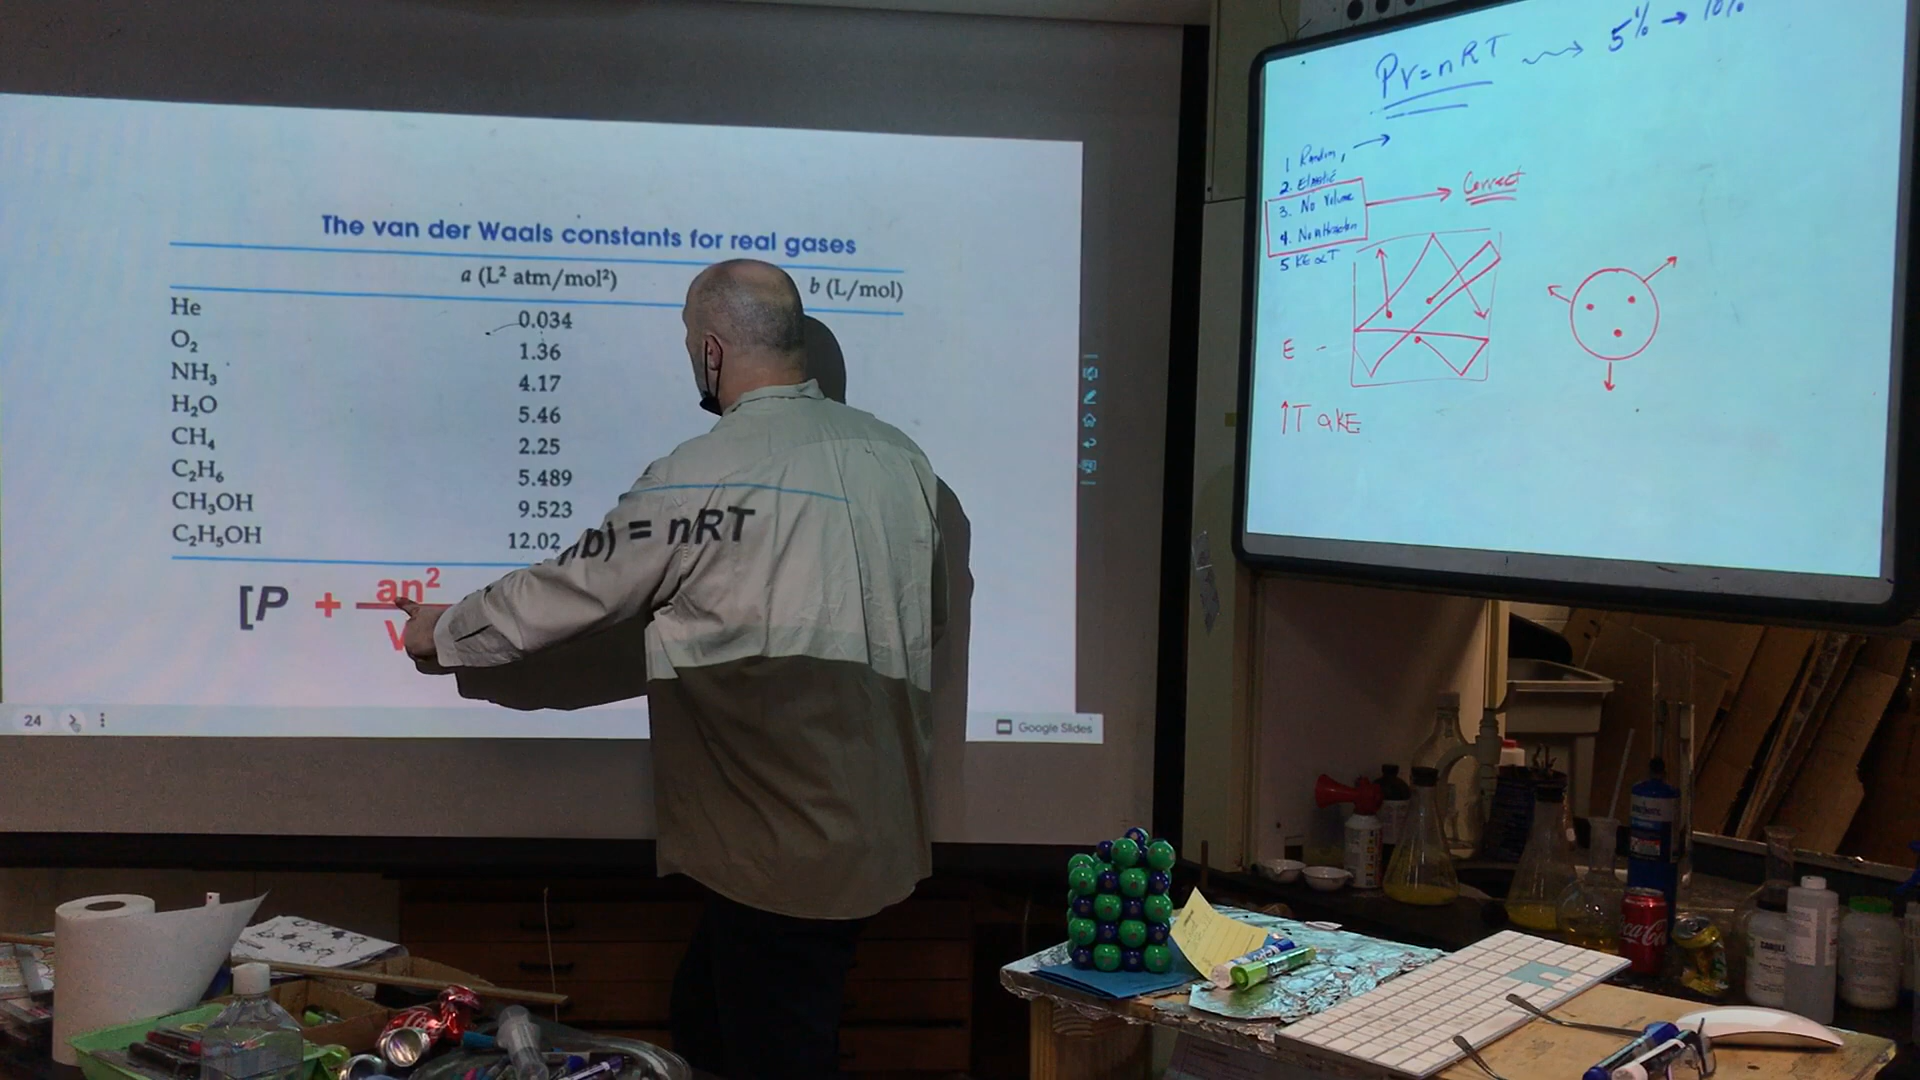 The van der Waals constants for real gases
a (L² atm/mol²) b (L/mol)
He 0.034
O₂ 1.36
NH₃ 4.17
H₂O 5.46
CH₄ 2.25
C₂H₆ 5.489
CH₃OH 9.523
C₂H₅OH 12.02
[P + an² b) = nRT
V
24
Google Slides
PV=nRT 5% → 10%
1 Random, →
2. Elastic
3. No Volume → Correct
4. No attraction
5 KE α T
E -
↑T α KE